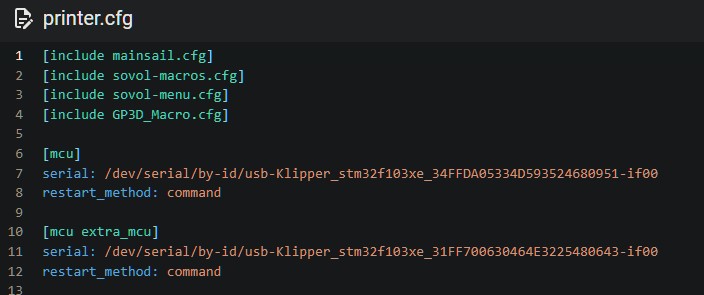 printer.cfg
1 [include mainsail.cfg]
2 [include sovol-macros.cfg]
3 [include sovol-menu.cfg]
4 [include GP3D_Macro.cfg]
5
6 [mcu]
7 serial: /dev/serial/by-id/usb-Klipper_stm32f103xe_34FFDA05334D593524680951-if00
8 restart_method: command
9
10 [mcu extra_mcu]
11 serial: /dev/serial/by-id/usb-Klipper_stm32f103xe_31FF700630464E3225480643-if00
12 restart_method: command
13